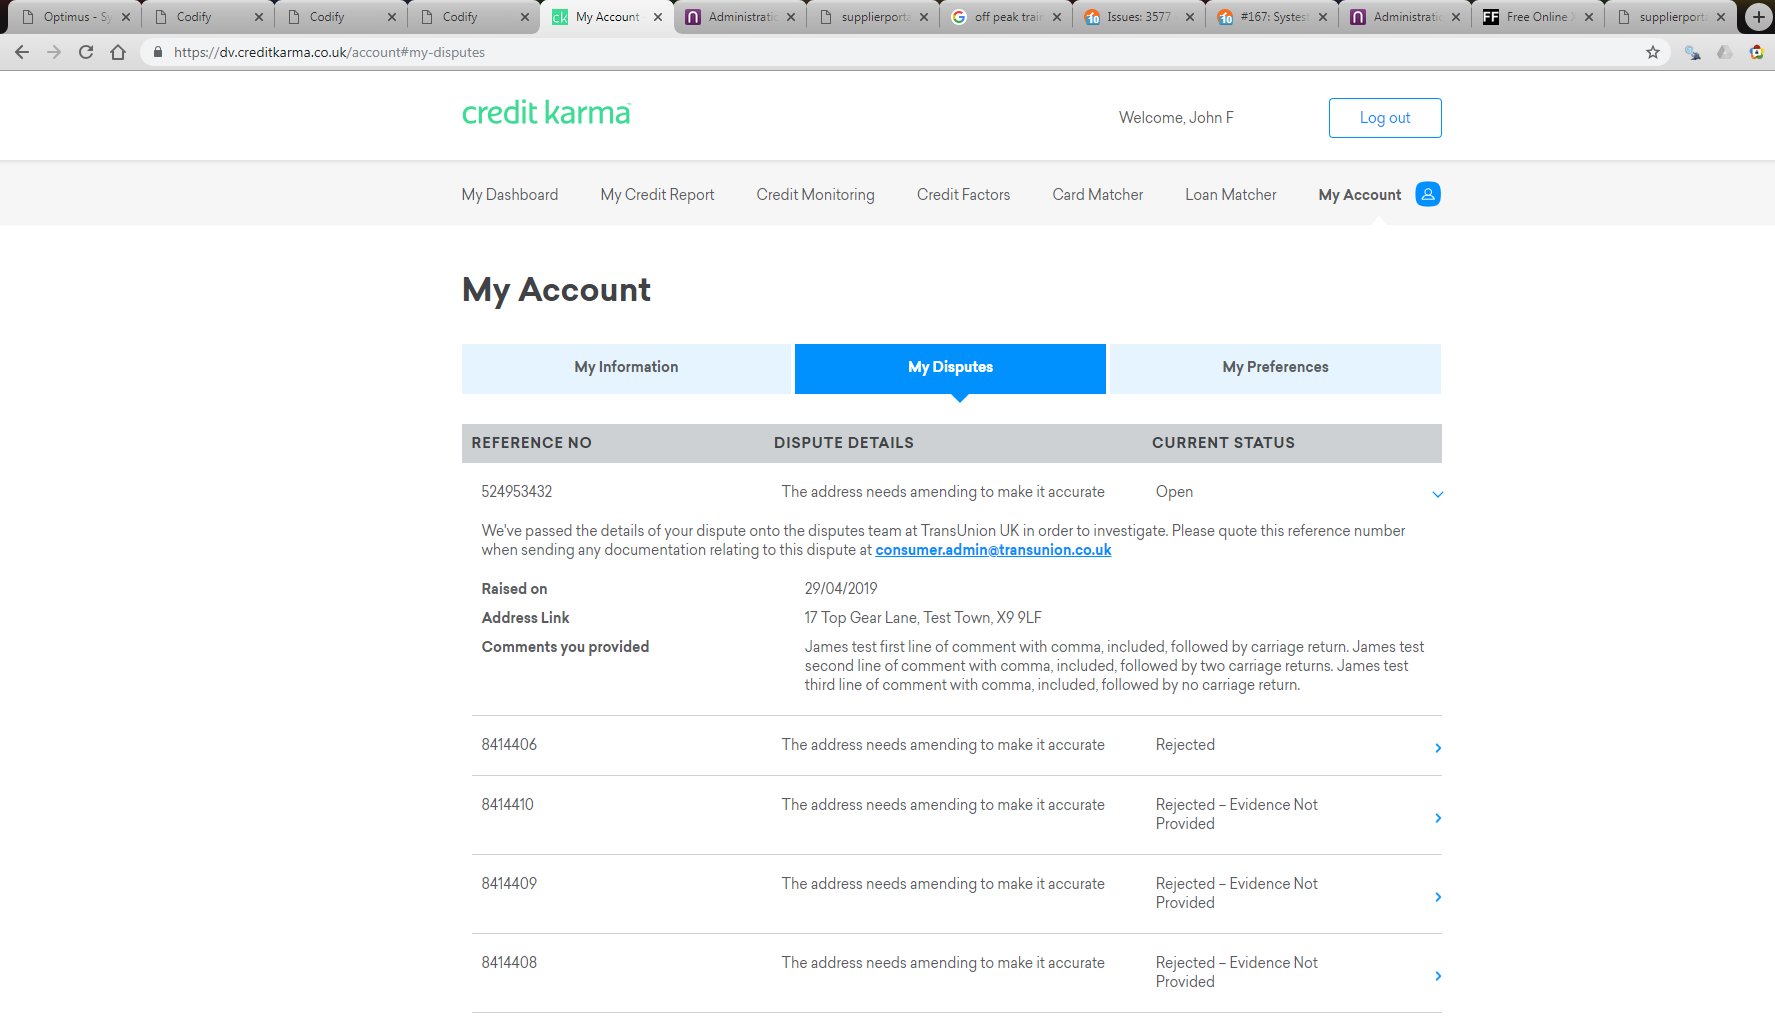 Optimus - Sy
Codify
Codify
Codify
My Account
Administratio
supplierporta
off peak train
Issues: 3577
#167: Systest
Administratio
Free Online X
supplierporta
https://dv.creditkarma.co.uk/account#my-disputes
credit karma
Welcome, John F
Log out
My Dashboard
My Credit Report
Credit Monitoring
Credit Factors
Card Matcher
Loan Matcher
My Account
My Account
My Information
My Disputes
My Preferences
REFERENCE NO
DISPUTE DETAILS
CURRENT STATUS
524953432
The address needs amending to make it accurate
Open
We've passed the details of your dispute onto the disputes team at TransUnion UK in order to investigate. Please quote this reference number
when sending any documentation relating to this dispute at consumer.admin@transunion.co.uk
Raised on
29/04/2019
Address Link
17 Top Gear Lane, Test Town, X9 9LF
Comments you provided
James test first line of comment with comma, included, followed by carriage return. James test
second line of comment with comma, included, followed by two carriage returns. James test
third line of comment with comma, included, followed by no carriage return.
8414406
The address needs amending to make it accurate
Rejected
8414410
The address needs amending to make it accurate
Rejected – Evidence Not
Provided
8414409
The address needs amending to make it accurate
Rejected – Evidence Not
Provided
8414408
The address needs amending to make it accurate
Rejected – Evidence Not
Provided